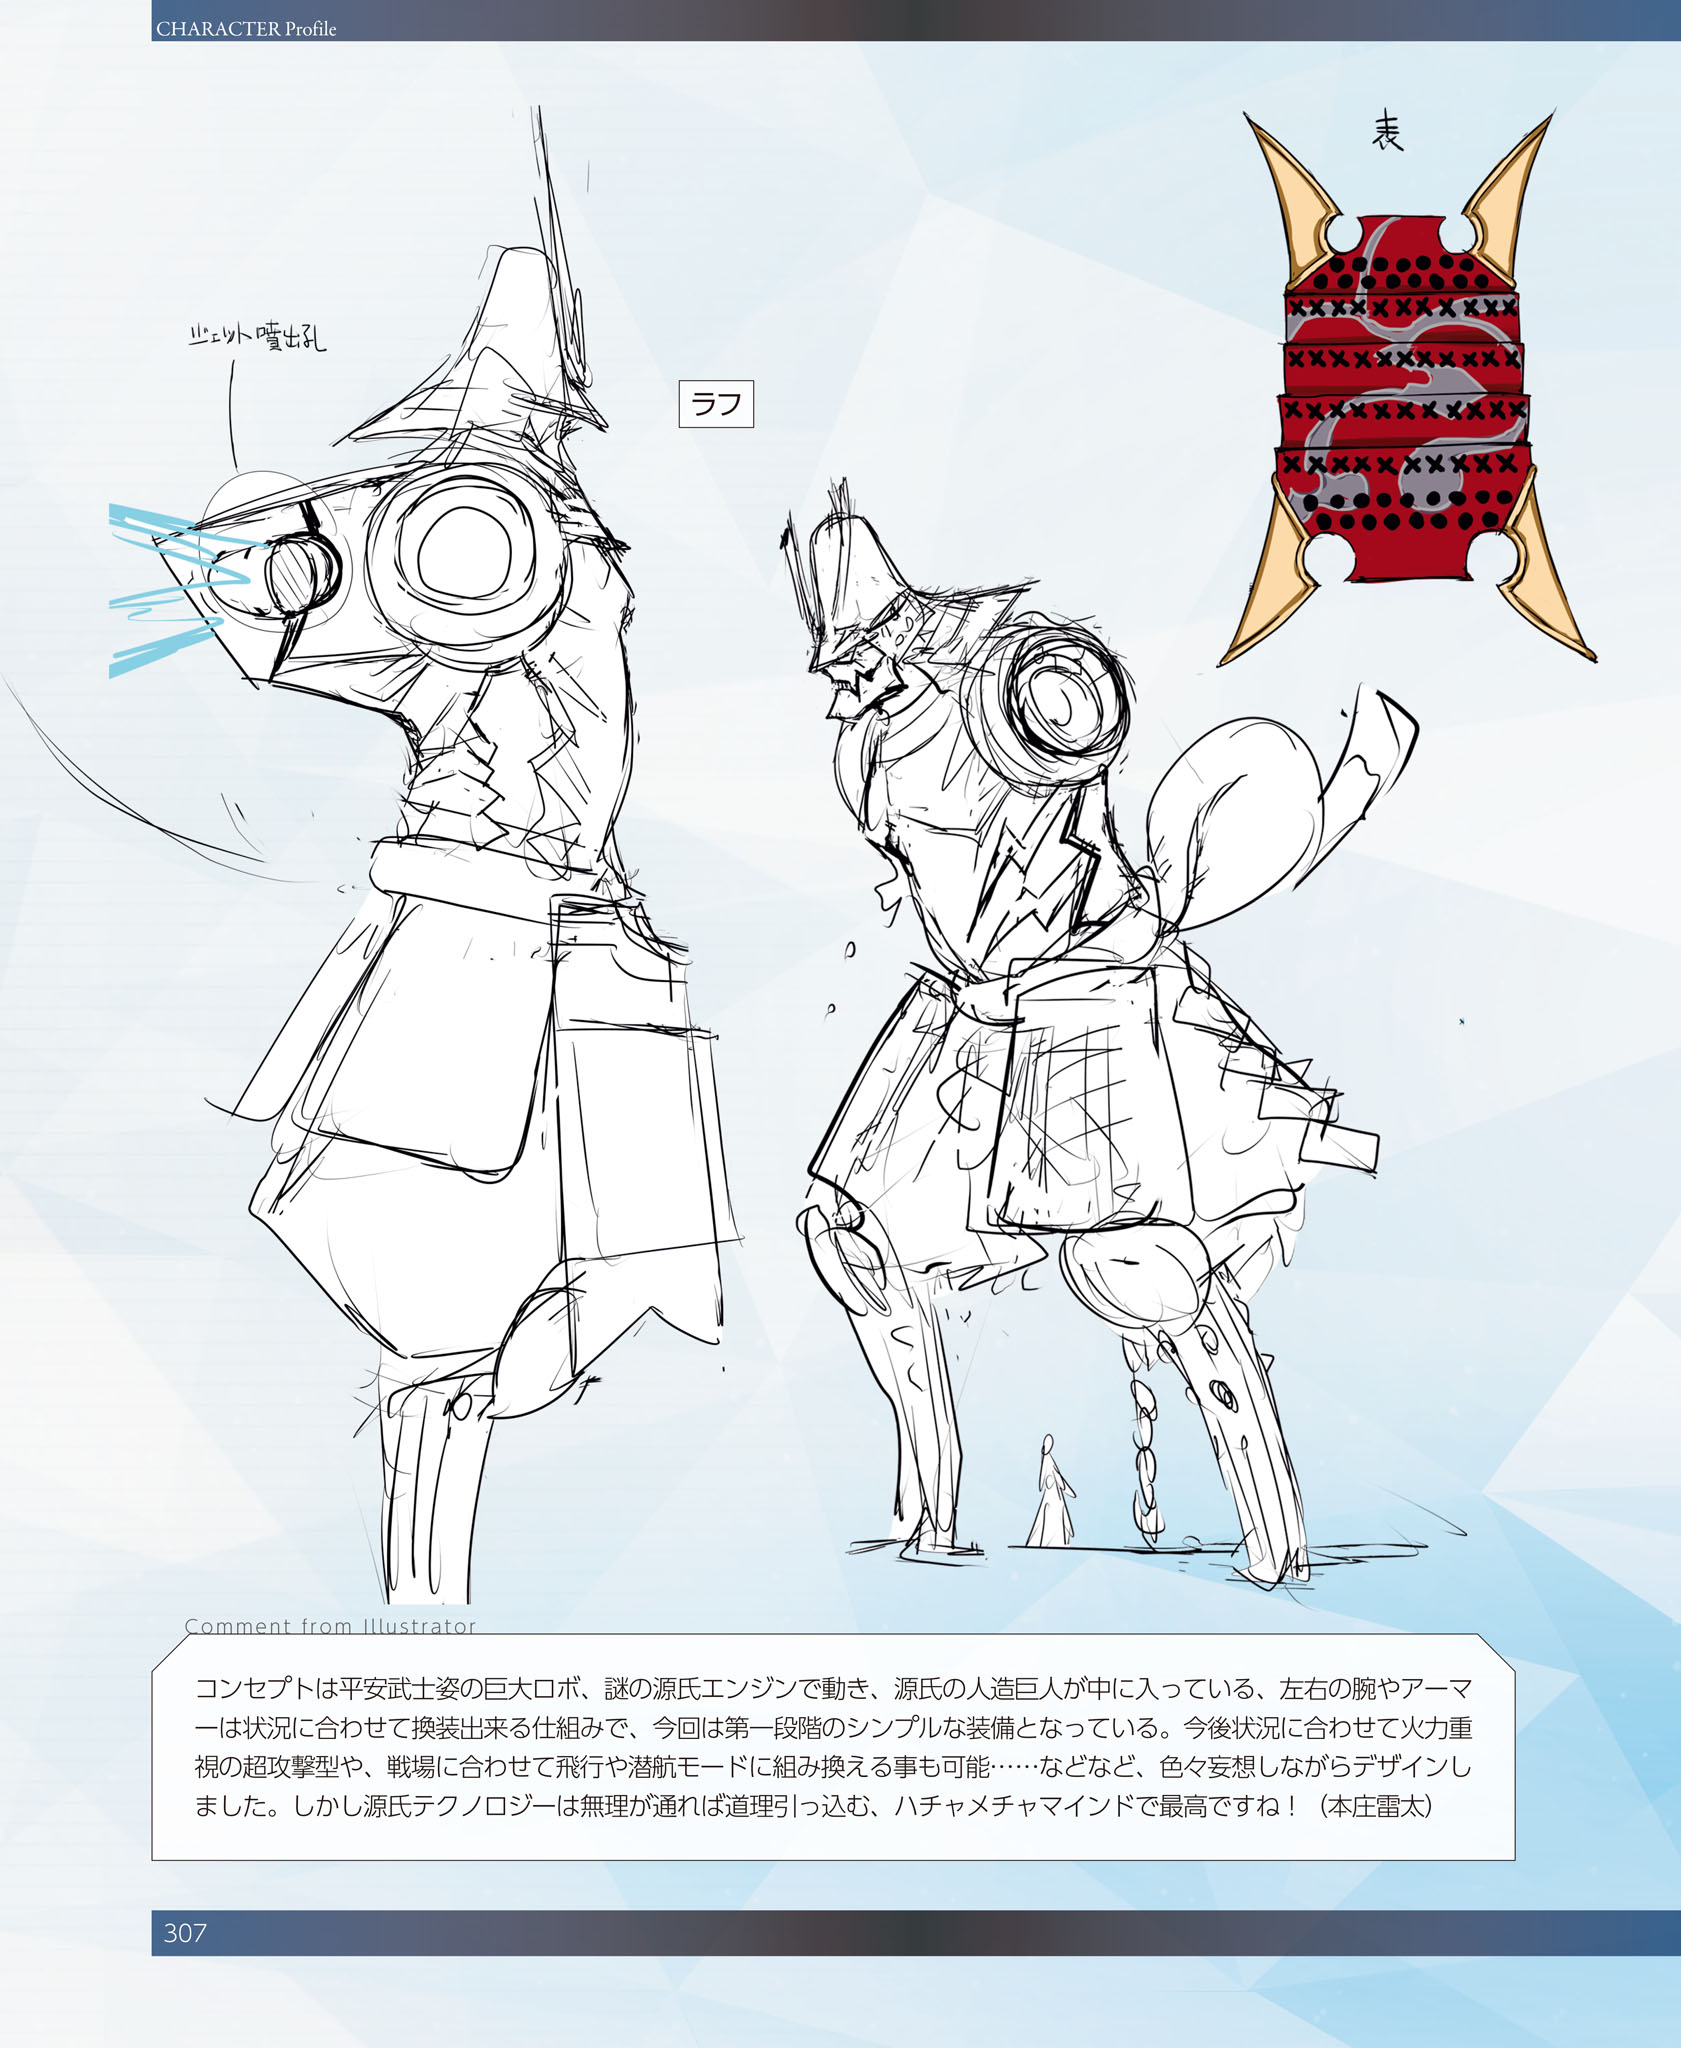 CHARACTER Profile
表
ジェット噴出孔
ラフ
Comment from Illustrator
コンセプトは平安武士姿の巨大ロボ、謎の源氏エンジンで動き、源氏の人造巨人が中に入っている、左右の腕やアーマ
ーは状況に合わせて換装出来る仕組みで、今回は第一段階のシンプルな装備となっている。今後状況に合わせて火力重
視の超攻撃型や、戦場に合わせて飛行や潜航モードに組み換える事も可能……などなど、色々妄想しながらデザインし
ました。しかし源氏テクノロジーは無理が通れば道理引っ込む、ハチャメチャマインドで最高ですね！（本庄雷太）
307